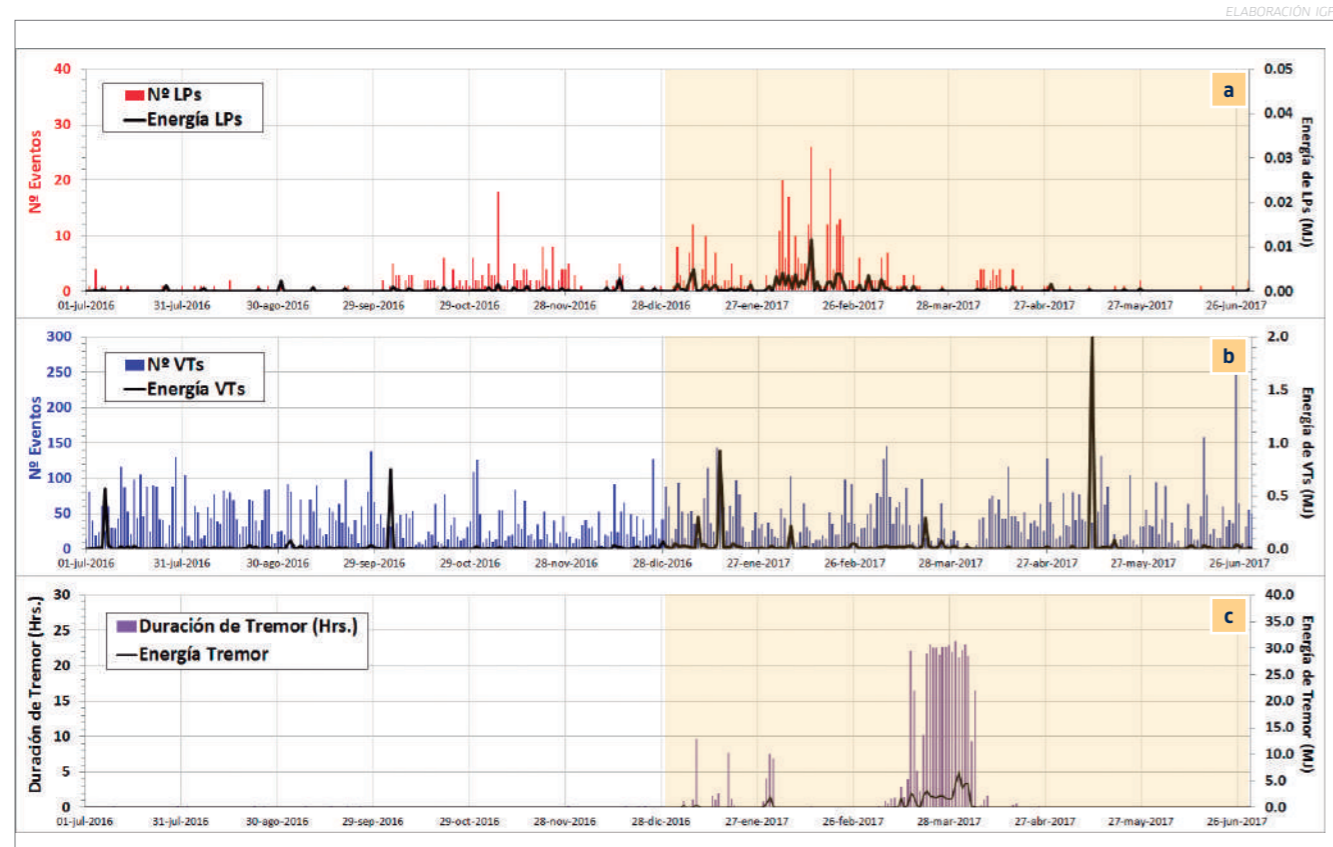 ELABORACIÓN IGP
a
Nº Eventos
40
30
20
10
0
Nº LPs
Energía LPs
0.05
0.04
0.03
0.02
0.01
0.00
Energía de LPs (MJ)
01-jul-2016 31-jul-2016 30-ago-2016 29-sep-2016 29-oct-2016 28-nov-2016 28-dic-2016 27-ene-2017 26-feb-2017 28-mar-2017 27-abr-2017 27-may-2017 26-jun-2017
b
Nº Eventos
300
250
200
150
100
50
0
Nº VTs
Energía VTs
2.0
1.5
1.0
0.5
0.0
Energía de VTs (MJ)
01-jul-2016 31-jul-2016 30-ago-2016 29-sep-2016 29-oct-2016 28-nov-2016 28-dic-2016 27-ene-2017 26-feb-2017 28-mar-2017 27-abr-2017 27-may-2017 26-jun-2017
c
Duración de Tremor (Hrs.)
30
25
20
15
10
5
0
Duración de Tremor (Hrs.)
Energía Tremor
40.0
35.0
30.0
25.0
20.0
15.0
10.0
5.0
0.0
Energía de Tremor (MJ)
01-jul-2016 31-jul-2016 30-ago-2016 29-sep-2016 29-oct-2016 28-nov-2016 28-dic-2016 27-ene-2017 26-feb-2017 28-mar-2017 27-abr-2017 27-may-2017 26-jun-2017